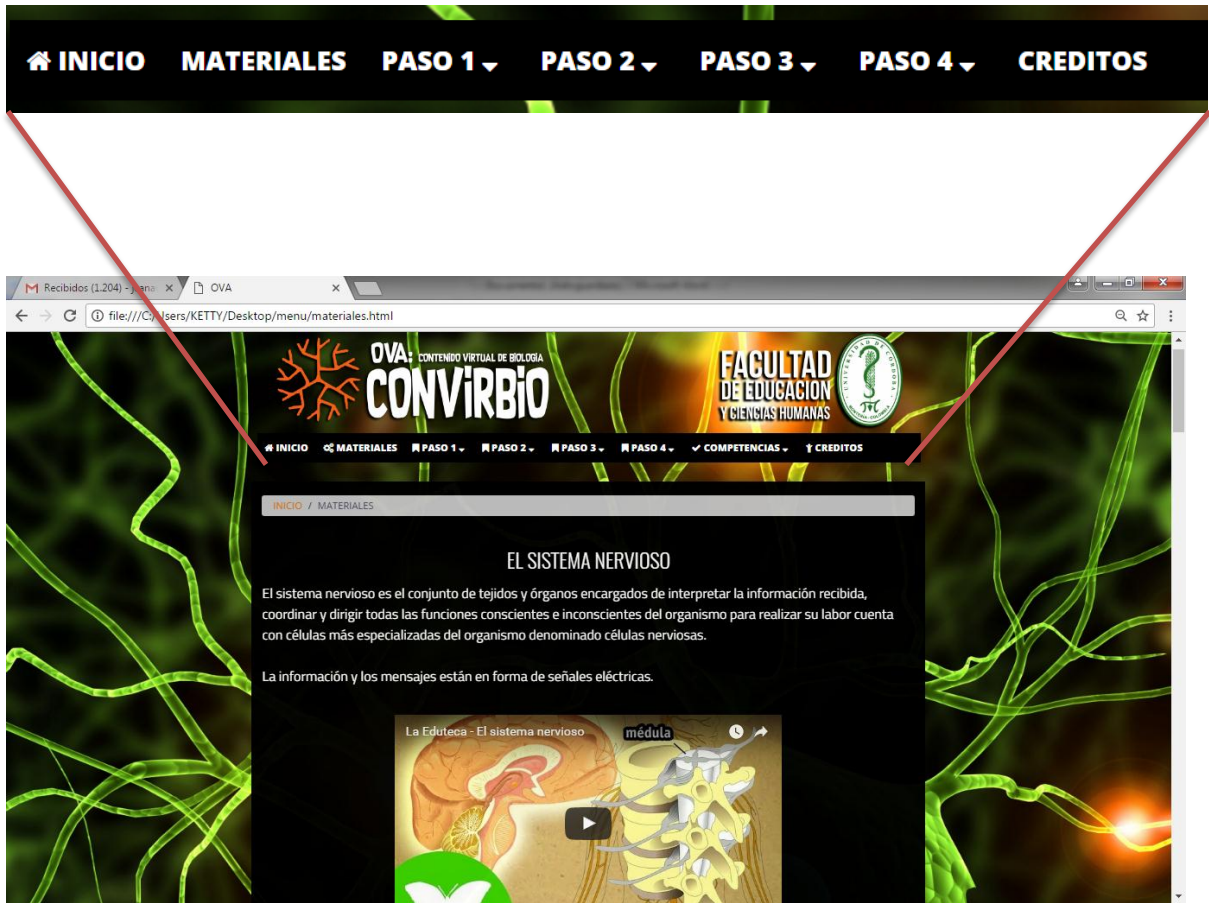 INICIO MATERIALES PASO 1 PASO 2 PASO 3 PASO 4 CREDITOS
Recibidos (1.204) - OVA
file:///C:/Users/KETTY/Desktop/menu/materiales.html
OVA: CONTENIDO VIRTUAL DE BIOLOGÍA
CONViRBiO
FACULTAD
DE EDUCACION
Y CIENCIAS HUMANAS
INICIO MATERIALES PASO 1 PASO 2 PASO 3 PASO 4 COMPETENCIAS CREDITOS
INICIO / MATERIALES
EL SISTEMA NERVIOSO
El sistema nervioso es el conjunto de tejidos y órganos encargados de interpretar la información recibida,
coordinar y dirigir todas las funciones conscientes e inconscientes del organismo para realizar su labor cuenta
con células más especializadas del organismo denominado células nerviosas.
La información y los mensajes están en forma de señales eléctricas.
La Eduteca - El sistema nervioso
médula